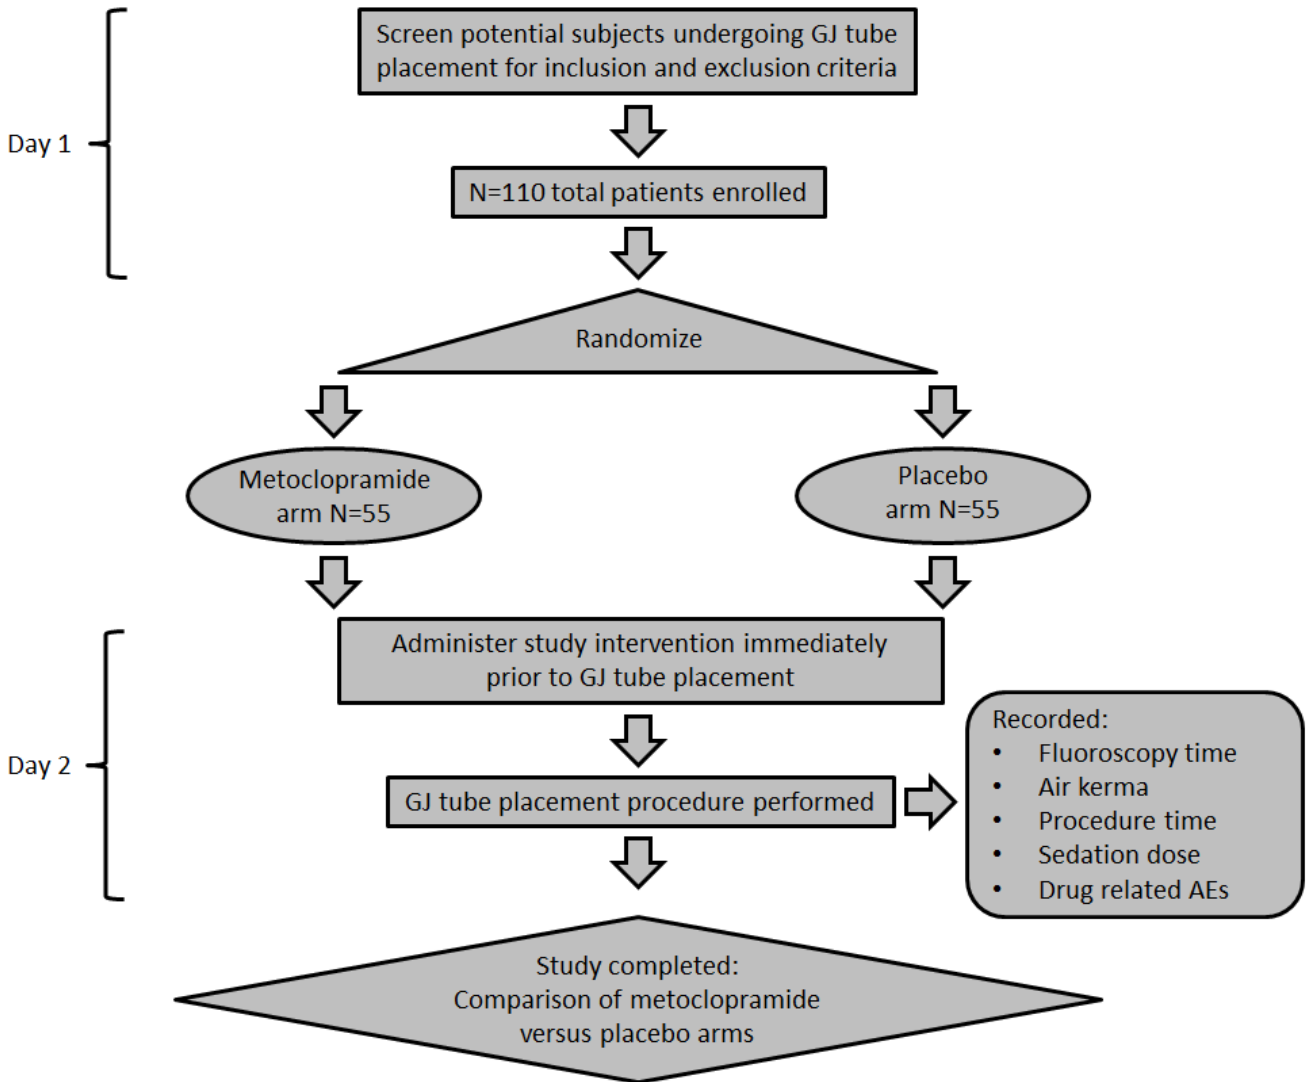 Screen potential subjects undergoing GJ tube
placement for inclusion and exclusion criteria
Day 1
N=110 total patients enrolled
Randomize
Metoclopramide
arm N=55
Placebo
arm N=55
Administer study intervention immediately
prior to GJ tube placement
Day 2
GJ tube placement procedure performed
Recorded:
• Fluoroscopy time
• Air kerma
• Procedure time
• Sedation dose
• Drug related AEs
Study completed:
Comparison of metoclopramide
versus placebo arms